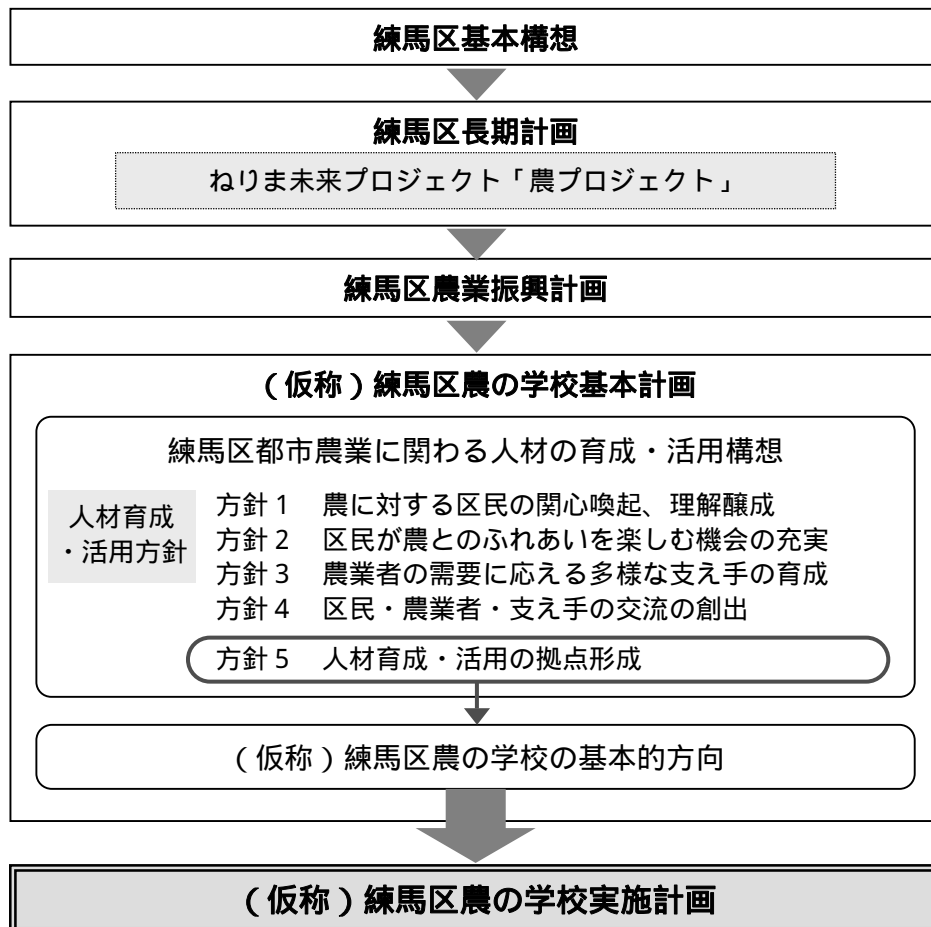 練馬区基本構想
練馬区長期計画
ねりま未来プロジェクト「農プロジェクト」
練馬区農業振興計画
(仮称)練馬区農の学校基本計画
練馬区都市農業に関わる人材の育成・活用構想
人材育成
・活用方針
方針1 農に対する区民の関心喚起、理解醸成
方針2 区民が農とのふれあいを楽しむ機会の充実
方針3 農業者の需要に応える多様な支え手の育成
方針4 区民・農業者・支え手の交流の創出
方針5 人材育成・活用の拠点形成
(仮称)練馬区農の学校の基本的方向
(仮称)練馬区農の学校実施計画